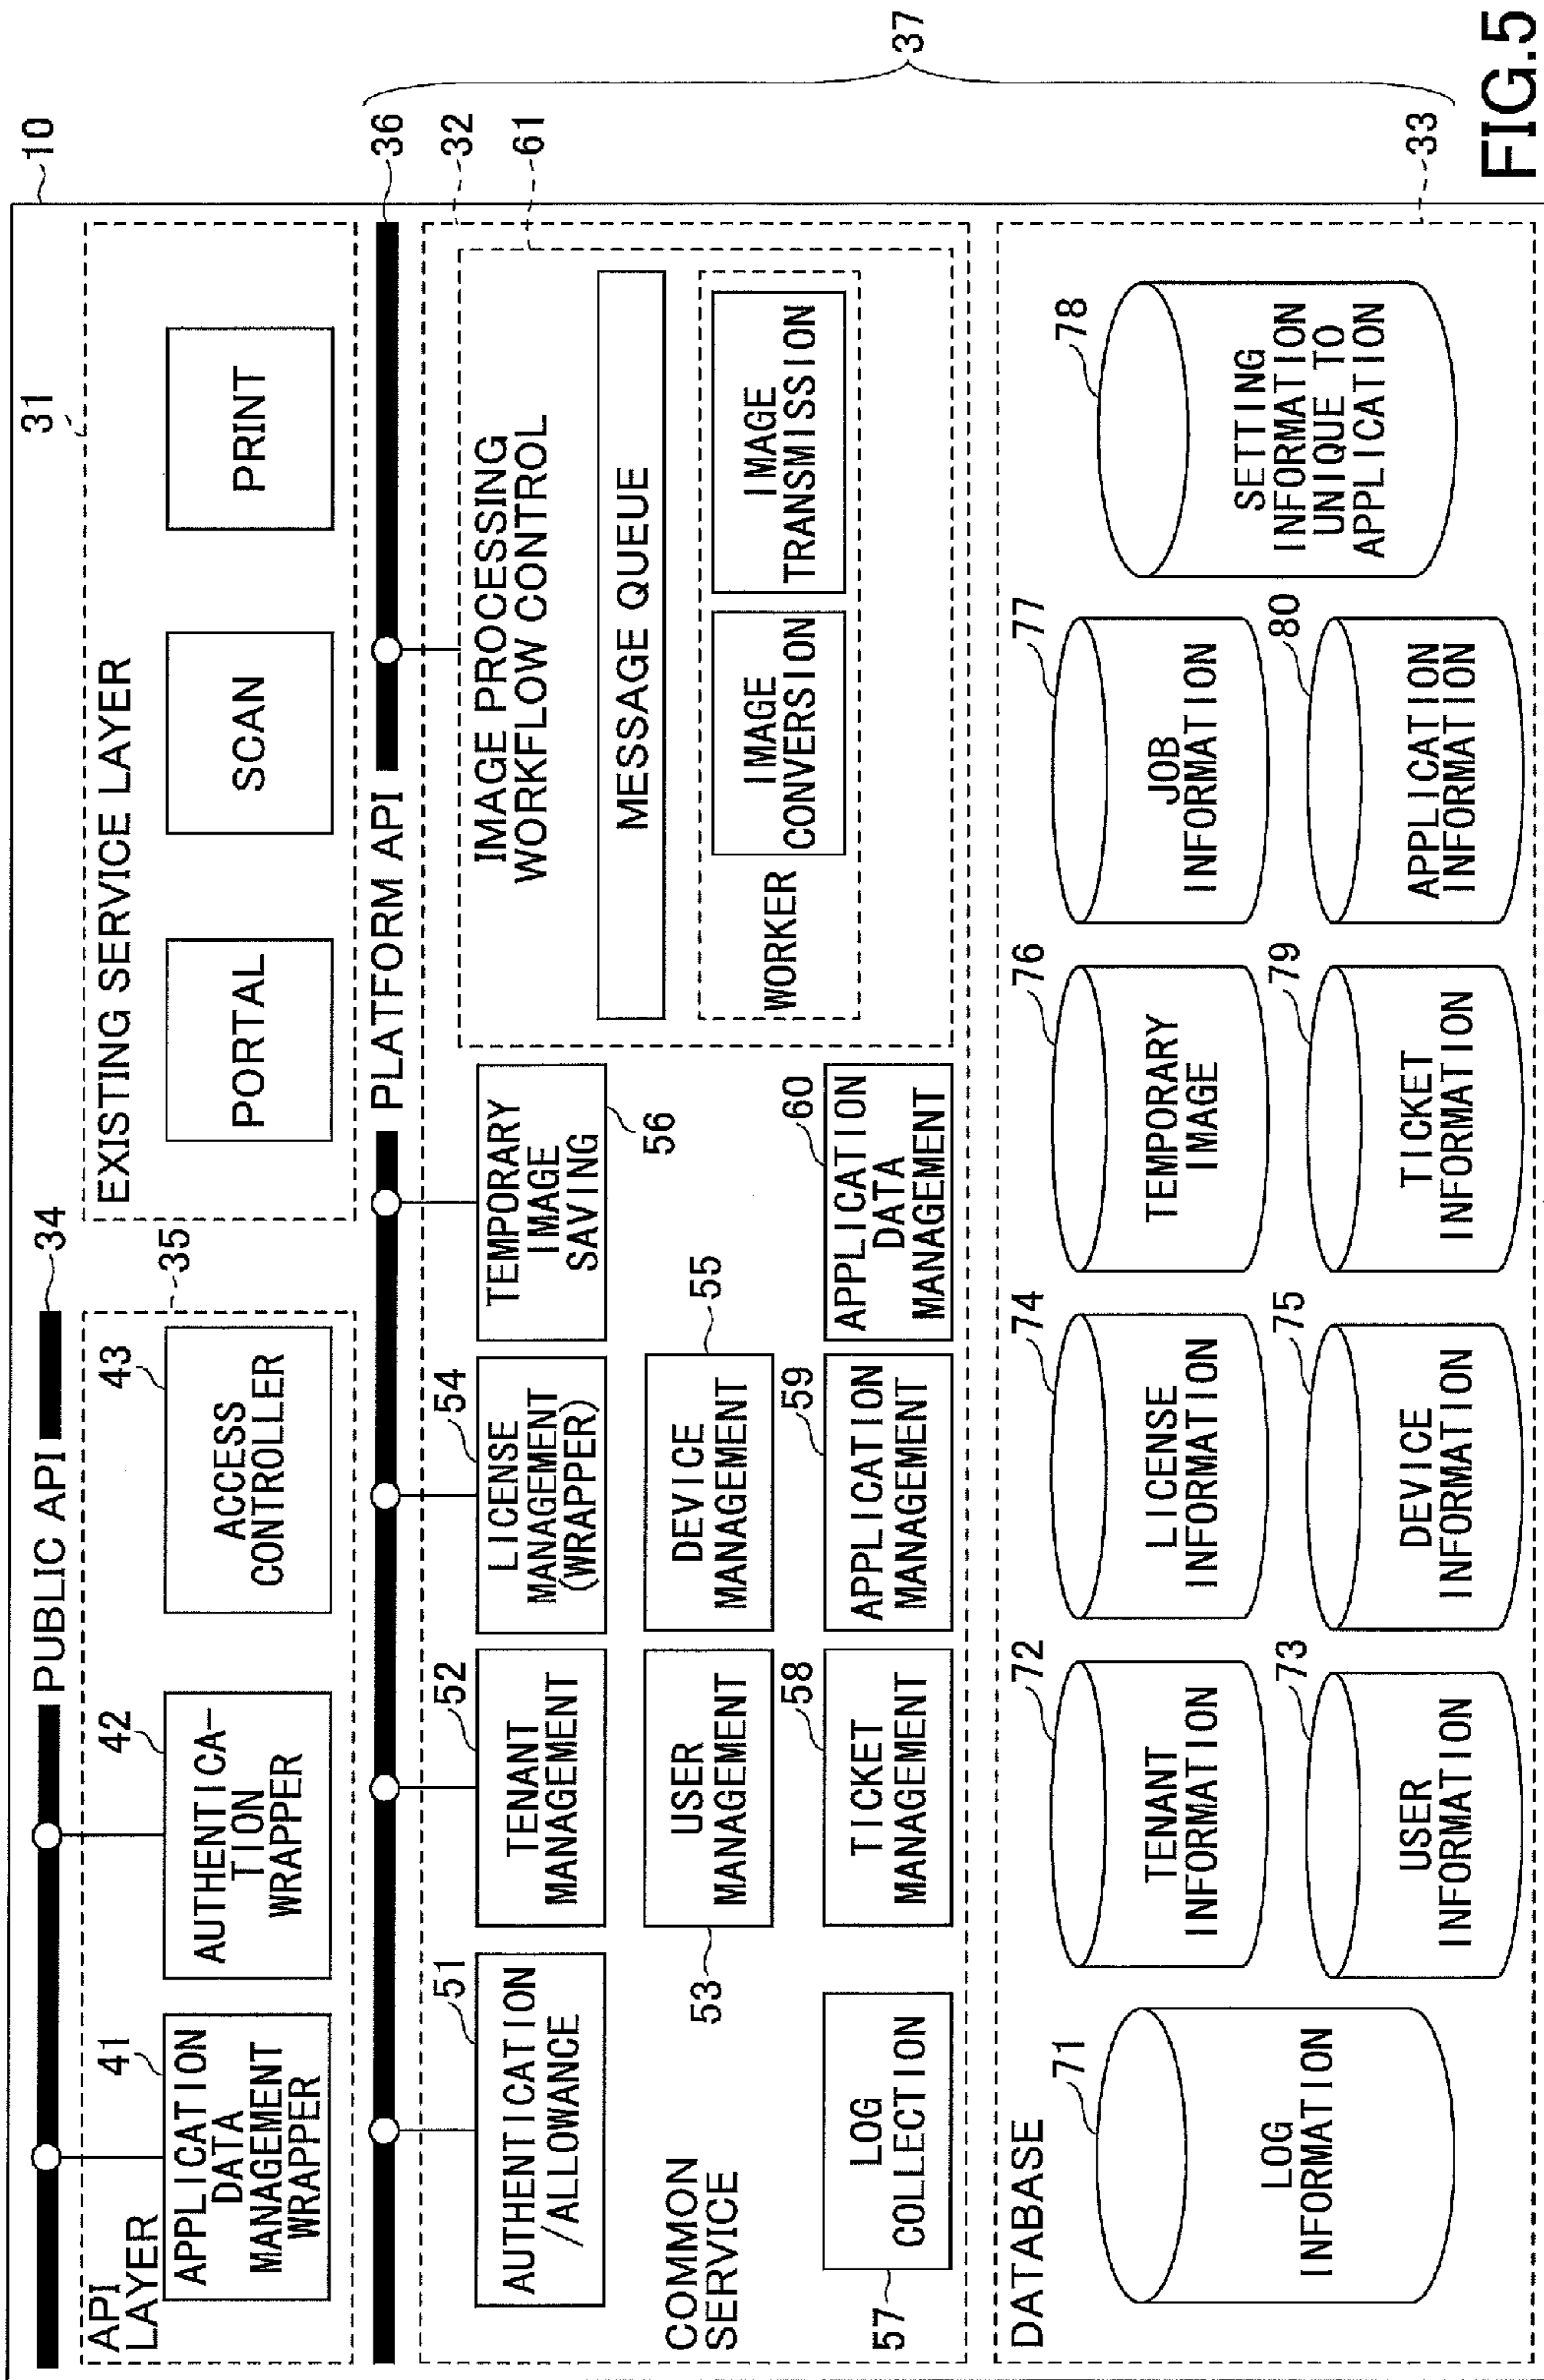 10
34
PUBLIC API
31
API
LAYER
41
APPLICATION
DATA
MANAGEMENT
WRAPPER
42
AUTHENTICA-
TION
WRAPPER
43
ACCESS
CONTROLLER
35
EXISTING SERVICE LAYER
PORTAL
SCAN
PRINT
PLATFORM API
36
32
61
37
COMMON
SERVICE
51
AUTHENTICATION
/ALLOWANCE
52
TENANT
MANAGEMENT
54
LICENSE
MANAGEMENT
(WRAPPER)
TEMPORARY
IMAGE
SAVING
56
53
USER
MANAGEMENT
DEVICE
MANAGEMENT
55
57
LOG
COLLECTION
58
TICKET
MANAGEMENT
59
APPLICATION
MANAGEMENT
60
APPLICATION
DATA
MANAGEMENT
IMAGE PROCESSING
WORKFLOW CONTROL
MESSAGE QUEUE
WORKER
IMAGE
CONVERSION
IMAGE
TRANSMISSION
DATABASE
33
71
LOG
INFORMATION
72
TENANT
INFORMATION
74
LICENSE
INFORMATION
76
TEMPORARY
IMAGE
77
JOB
INFORMATION
78
SETTING
INFORMATION
UNIQUE TO
APPLICATION
73
USER
INFORMATION
75
DEVICE
INFORMATION
79
TICKET
INFORMATION
80
APPLICATION
INFORMATION
FIG.5